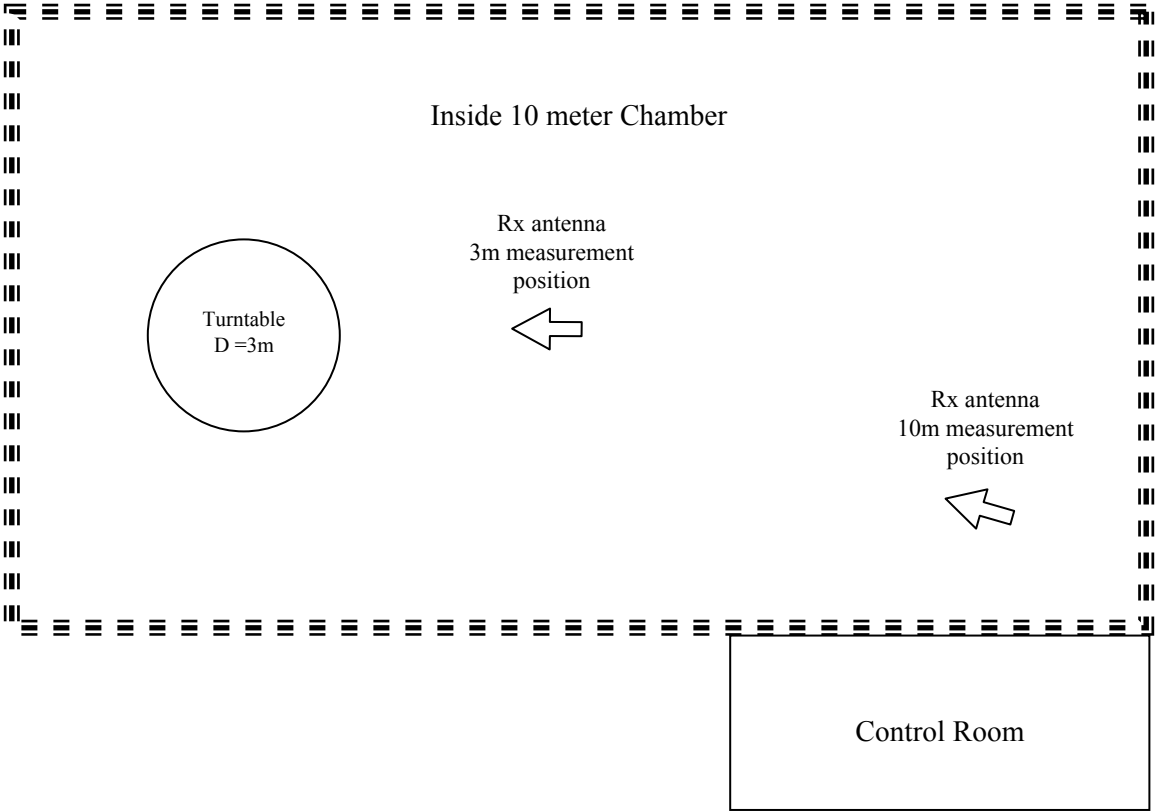 Inside 10 meter Chamber
Rx antenna
3m measurement
position
Turntable
D =3m
Rx antenna
10m measurement
position
Control Room